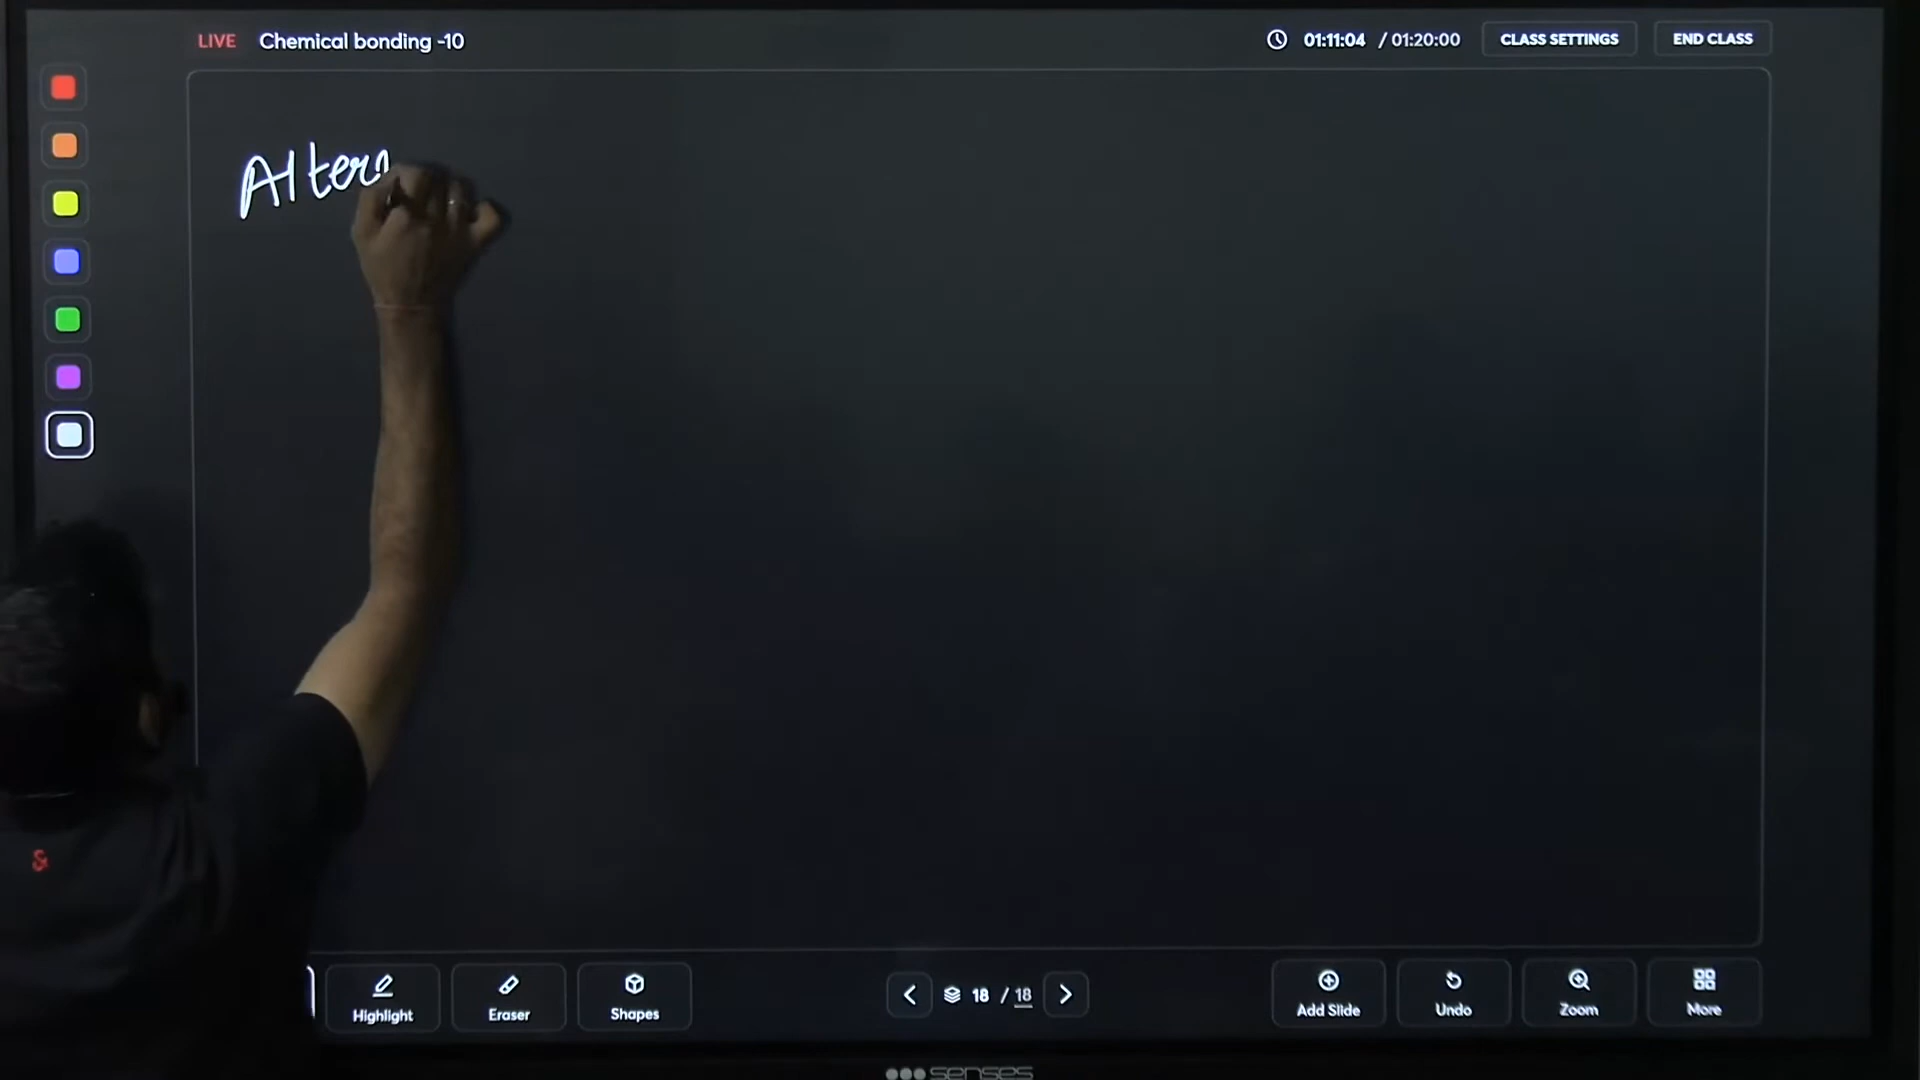 LIVE Chemical bonding -10 01:11:04 / 01:20:00 CLASS SETTINGS END CLASS
Altern
&
Highlight Eraser Shapes 18 / 18 Add Slide Undo Zoom More
senses